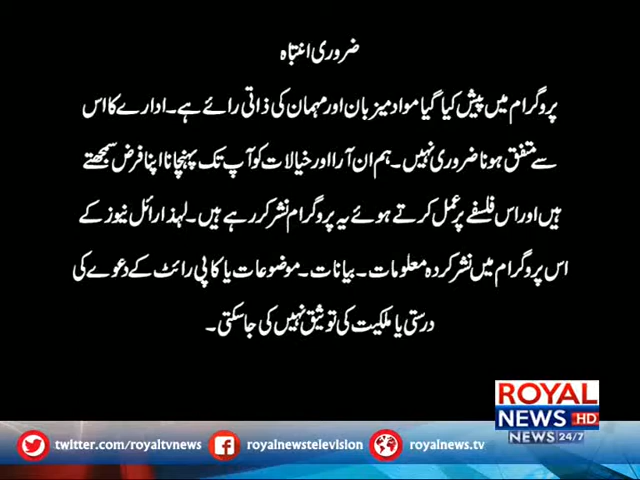 ضروری انتباہ
پروگرام میں پیش کیا گیا مواد میزبان اور مہمان کی ذاتی رائے ہے۔ ادارے کا اس
سے متفق ہونا ضروری نہیں۔ ہم ان آرا اور خیالات کو آپ تک پہنچانا اپنا فرض سمجھتے
ہیں اور اس فلسفے پر عمل کرتے ہوئے یہ پروگرام نشر کر رہے ہیں۔ لہذا رائل نیوز کے
اس پروگرام میں نشر کردہ معلومات۔ بیانات۔ موضوعات یا کاپی رائٹ کے دعوے کی
درستی یا ملکیت کی توثیق نہیں کی جاسکتی۔
ROYAL
NEWS HD
NEWS 24/7
twitter.com/royaltvnews royalnewstelevision royalnews.tv